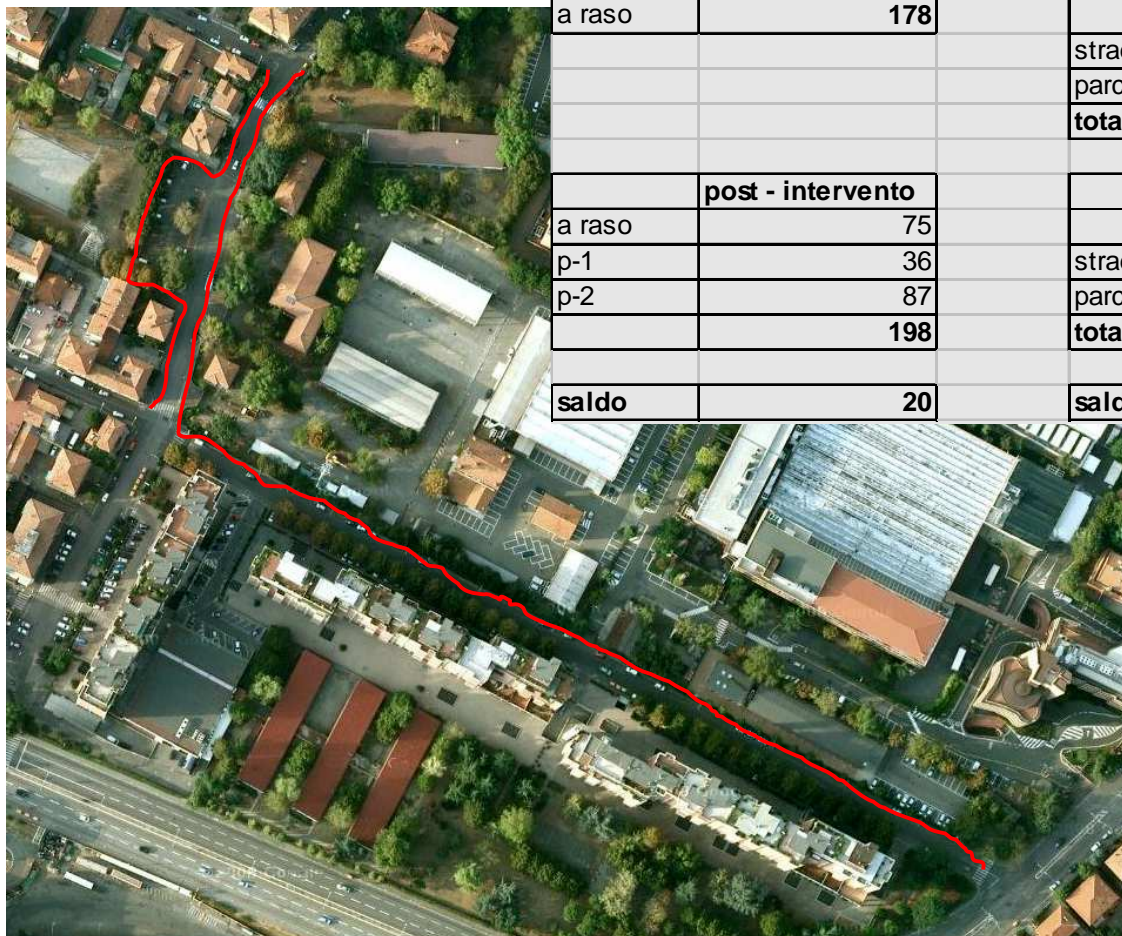 a raso 178
post - intervento
a raso 75
p-1 36
p-2 87
198
saldo 20